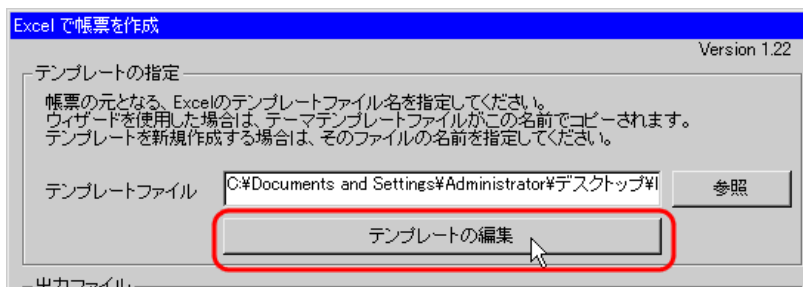 Excel で帳票を作成
Version 1.22
テンプレートの指定
帳票の元となる、Excelのテンプレートファイル名を指定してください。
ウィザードを使用した場合は、テーマテンプレートファイルがこの名前でコピーされます。
テンプレートを新規作成する場合は、そのファイルの名前を指定してください。
テンプレートファイル C:¥Documents and Settings¥Administrator¥デスクトップ¥ 参照
テンプレートの編集
出力ファイル